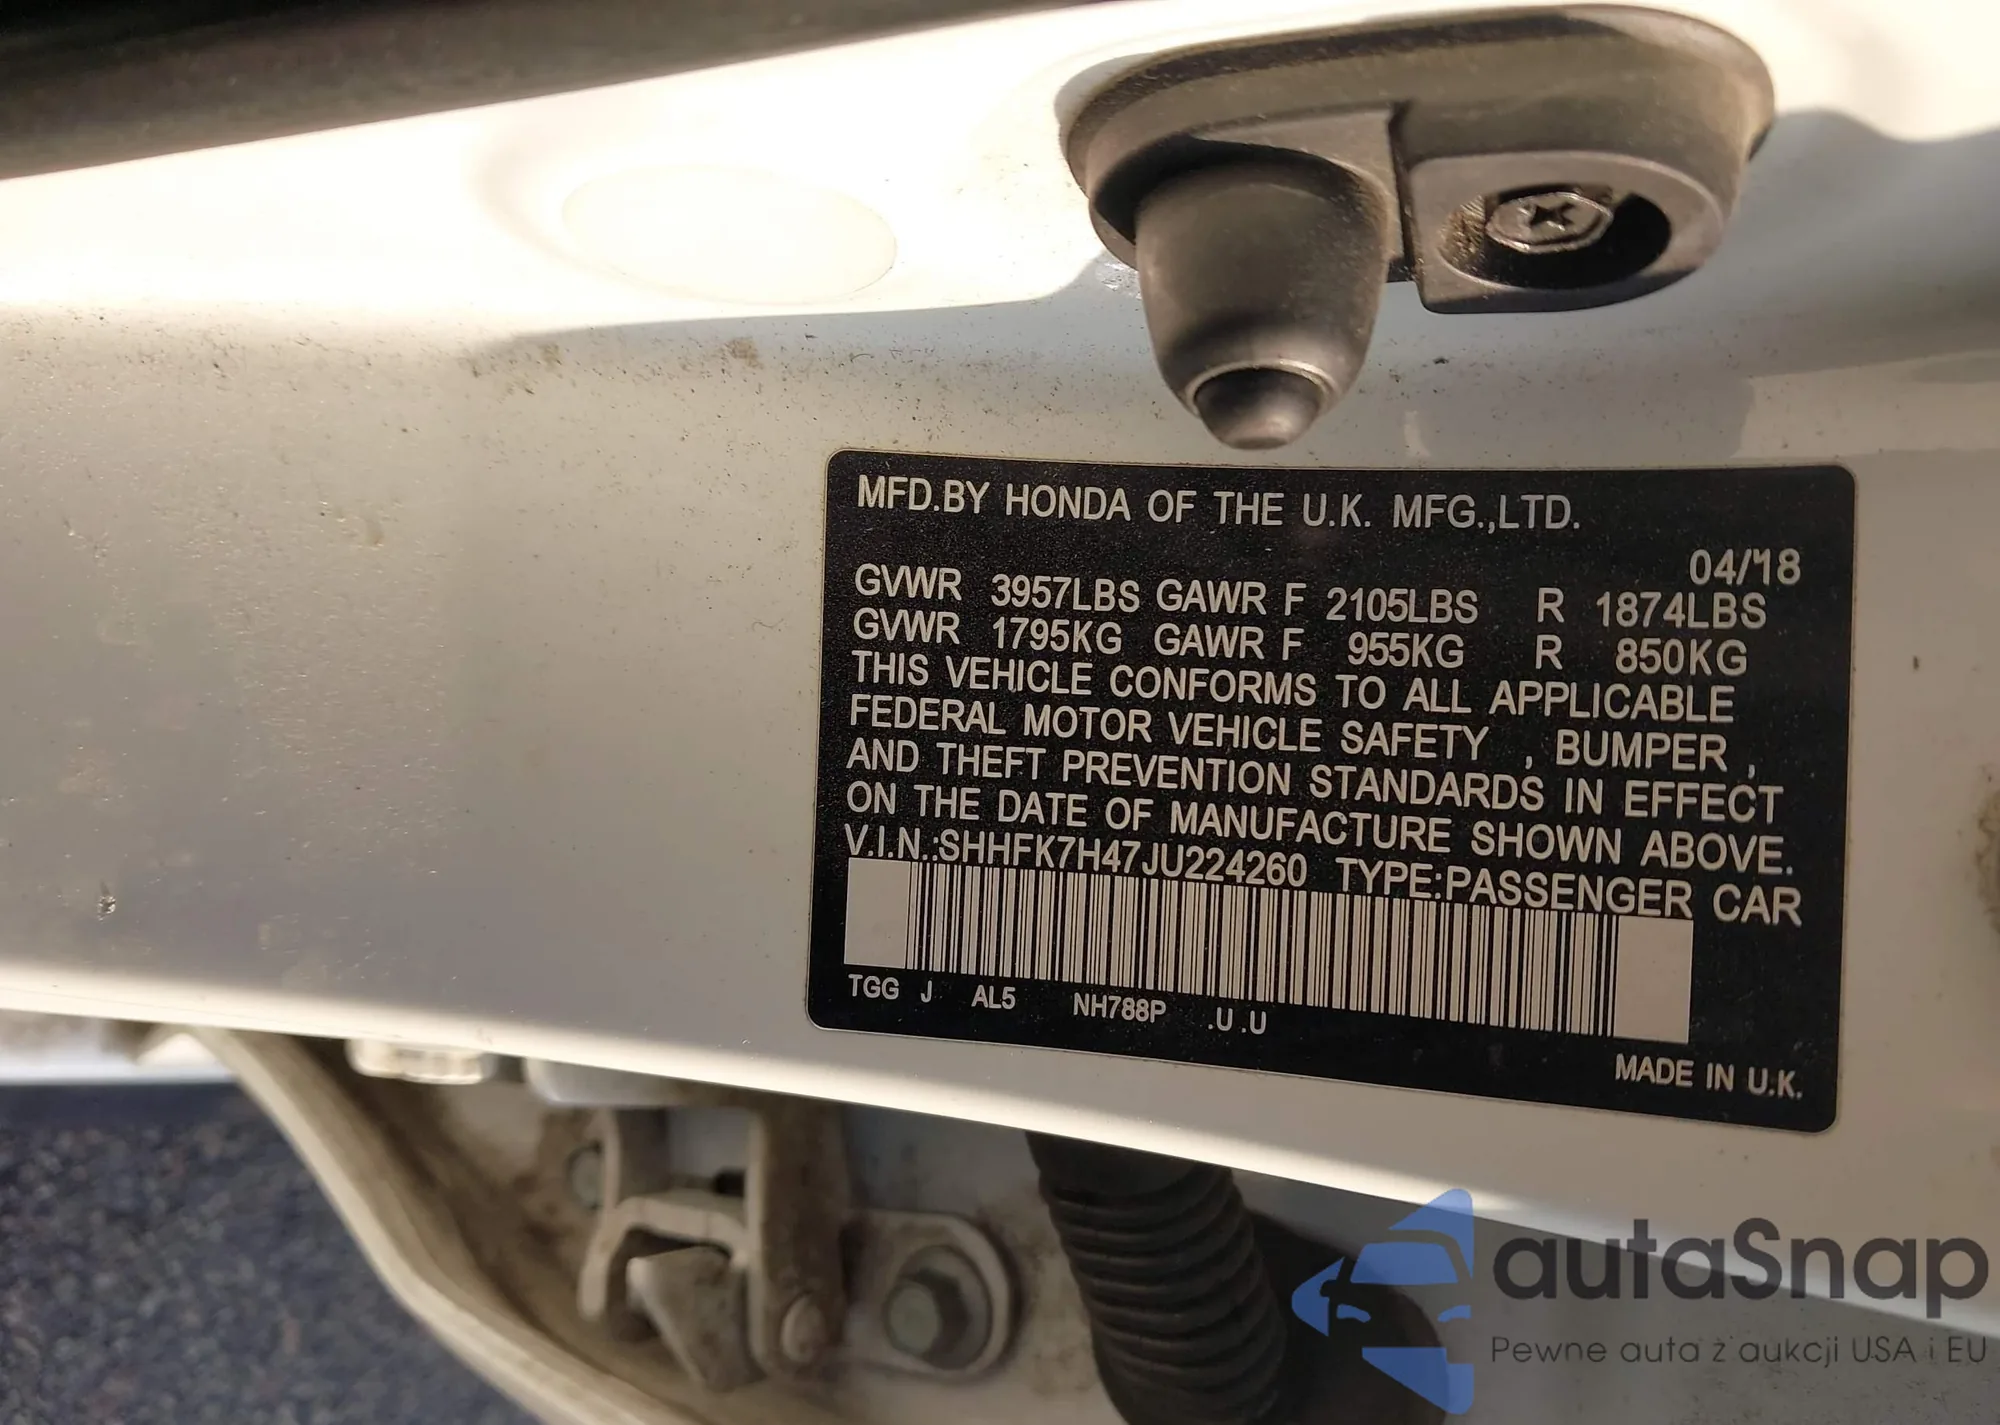 MFD.BY HONDA OF THE U.K. MFG.,LTD.
04/18
GVWR 3957LBS GAWR F 2105LBS R 1874LBS
GVWR 1795KG GAWR F 955KG R 850KG
THIS VEHICLE CONFORMS TO ALL APPLICABLE
FEDERAL MOTOR VEHICLE SAFETY , BUMPER ,
AND THEFT PREVENTION STANDARDS IN EFFECT
ON THE DATE OF MANUFACTURE SHOWN ABOVE.
V.I.N.:SHHFK7H47JU224260 TYPE:PASSENGER CAR
TGG J AL5 NH788P .U .U
MADE IN U.K.
autaSnap
Pewne auta z aukcji USA i EU